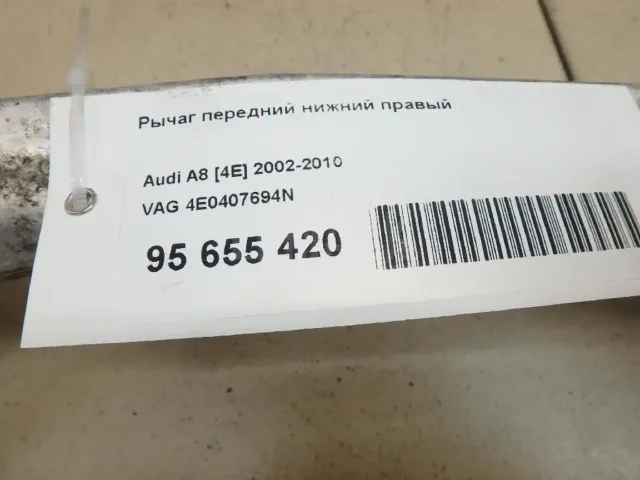 Рычаг передний нижний правый
Audi A8 [4E] 2002-2010
VAG 4E0407694N
95 655 420